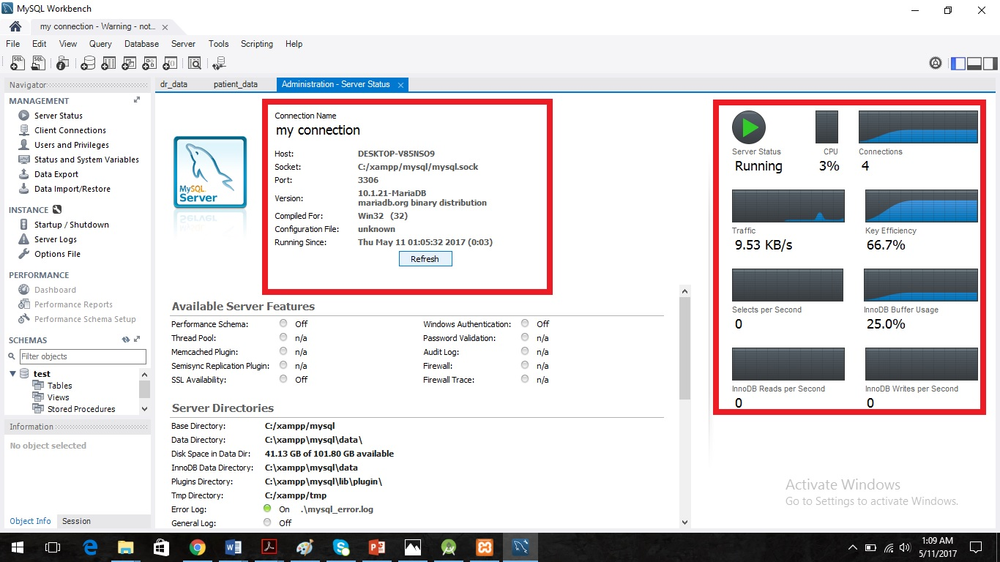 MySQL Workbench
my connection - Warning - not...
File Edit View Query Database Server Tools Scripting Help
Navigator
MANAGEMENT
Server Status
Client Connections
Users and Privileges
Status and System Variables
Data Export
Data Import/Restore
INSTANCE
Startup / Shutdown
Server Logs
Options File
PERFORMANCE
Dashboard
Performance Reports
Performance Schema Setup
SCHEMAS
Filter objects
test
Tables
Views
Stored Procedures
Information
No object selected
Object Info Session
dr_data patient_data Administration - Server Status
MySQL
Server
Connection Name
my connection
Host: DESKTOP-V85NSO9
Socket: C:/xampp/mysql/mysql.sock
Port: 3306
Version: 10.1.21-MariaDB
mariadb.org binary distribution
Compiled For: Win32 (32)
Configuration File: unknown
Running Since: Thu May 11 01:05:32 2017 (0:03)
Refresh
Available Server Features
Performance Schema: Off Windows Authentication: Off
Thread Pool: n/a Password Validation: n/a
Memcached Plugin: n/a Audit Log: n/a
Semisync Replication Plugin: n/a Firewall: n/a
SSL Availability: Off Firewall Trace: n/a
Server Directories
Base Directory: C:/xampp/mysql
Data Directory: C:\xampp\mysql\data\
Disk Space in Data Dir: 41.13 GB of 101.80 GB available
InnoDB Data Directory: C:\xampp\mysql\data
Plugins Directory: C:\xampp\mysql\lib\plugin\
Tmp Directory: C:/xampp/tmp
Error Log: On .\mysql_error.log
General Log: Off
Server Status CPU Connections
Running 3% 4
Traffic Key Efficiency
9.53 KB/s 66.7%
Selects per Second InnoDB Buffer Usage
0 25.0%
InnoDB Reads per Second InnoDB Writes per Second
0 0
Activate Windows
Go to Settings to activate Windows.
1:09 AM
5/11/2017